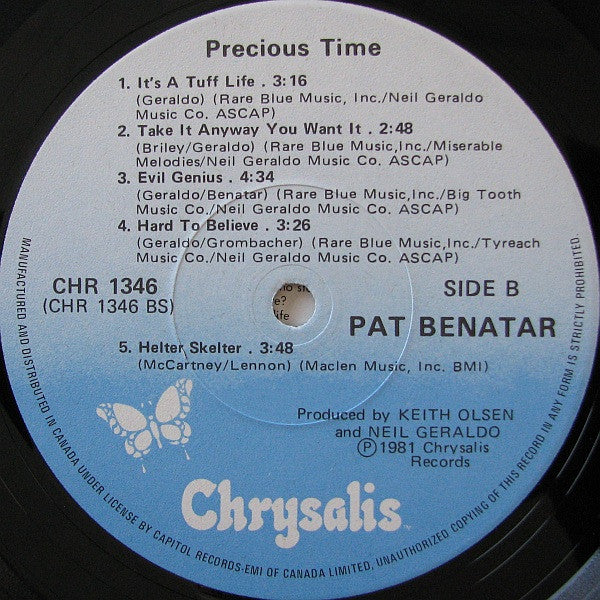 Precious Time
1. It's A Tuff Life . 3:16
(Geraldo) (Rare Blue Music, Inc./Neil Geraldo
Music Co. ASCAP)
2. Take It Anyway You Want It . 2:48
(Briley/Geraldo) (Rare Blue Music,Inc./Miserable
Melodies/Neil Geraldo Music Co. ASCAP)
3. Evil Genius . 4:34
(Geraldo/Benatar) (Rare Blue Music,Inc./Big Tooth
Music Co./Neil Geraldo Music Co. ASCAP)
4. Hard To Believe . 3:26
(Geraldo/Grombacher) (Rare Blue Music,Inc./Tyreach
Music Co./Neil Geraldo Music Co. ASCAP)
CHR 1346
(CHR 1346 BS)
SIDE B
PAT BENATAR
5. Helter Skelter . 3:48
(McCartney/Lennon) (Maclen Music, Inc. BMI)
Produced by KEITH OLSEN
and NEIL GERALDO
Ⓟ1981 Chrysalis
Records
Chrysalis
MANUFACTURED AND DISTRIBUTED IN CANADA UNDER LICENSE BY CAPITOL RECORDS-EMI OF CANADA LIMITED, UNAUTHORIZED COPYING OF THIS RECORD IN ANY FORM IS STRICTLY PROHIBITED.